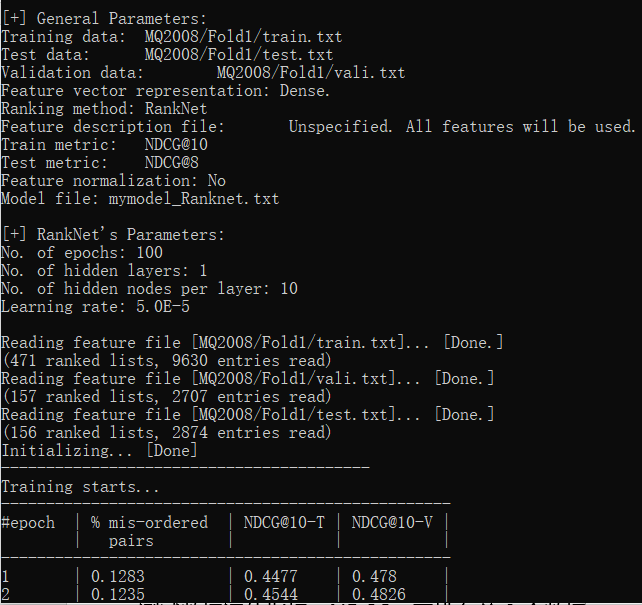 [+] General Parameters:
Training data:  MQ2008/Fold1/train.txt
Test data:      MQ2008/Fold1/test.txt
Validation data:        MQ2008/Fold1/vali.txt
Feature vector representation: Dense.
Ranking method: RankNet
Feature description file:       Unspecified. All features will be used.
Train metric:   NDCG@10
Test metric:    NDCG@8
Feature normalization: No
Model file: mymodel_Ranknet.txt
[+] RankNet's Parameters:
No. of epochs: 100
No. of hidden layers: 1
No. of hidden nodes per layer: 10
Learning rate: 5.0E-5
Reading feature file [MQ2008/Fold1/train.txt]... [Done.]
(471 ranked lists, 9630 entries read)
Reading feature file [MQ2008/Fold1/vali.txt]... [Done.]
(157 ranked lists, 2707 entries read)
Reading feature file [MQ2008/Fold1/test.txt]... [Done.]
(156 ranked lists, 2874 entries read)
Initializing... [Done]
-----------------------------------------
Training starts...
--------------------------------------------------
#epoch  | % mis-ordered  | NDCG@10-T | NDCG@10-V |
        |   pairs        |           |           |
--------------------------------------------------
1       | 0.1283         | 0.4477    | 0.478     |
2       | 0.1235         | 0.4544    | 0.4826    |